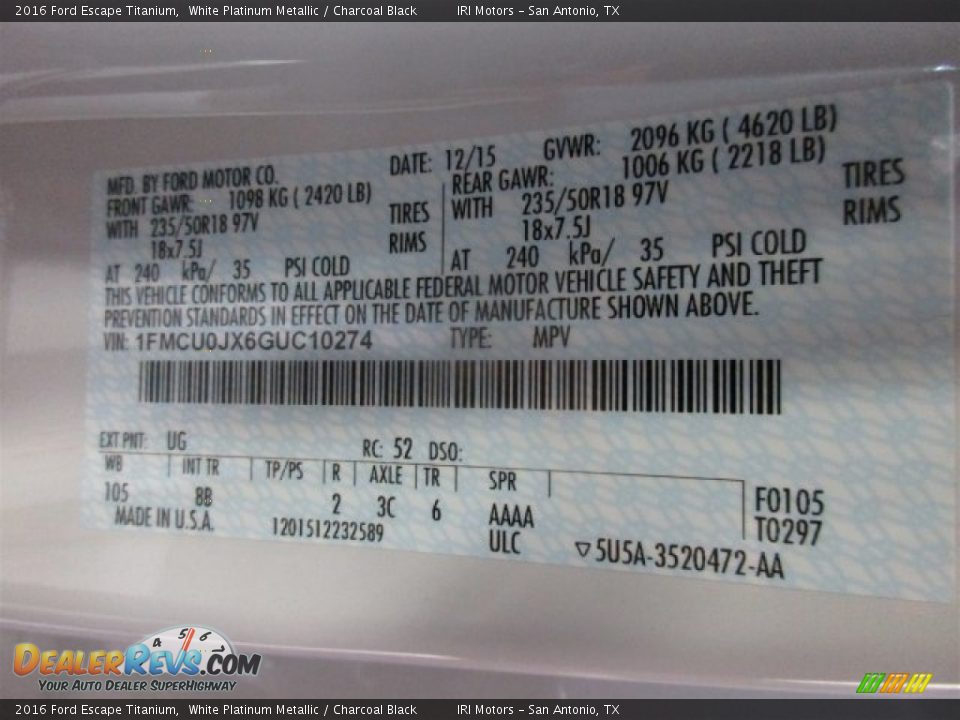 2016 Ford Escape Titanium, White Platinum Metallic / Charcoal Black IRI Motors - San Antonio, TX
MFD. BY FORD MOTOR CO. DATE: 12/15 GVWR: 2096 KG ( 4620 LB)
FRONT GAWR: 1098 KG ( 2420 LB) REAR GAWR: 1006 KG ( 2218 LB)
WITH 235/50R18 97V TIRES WITH 235/50R18 97V TIRES
18x7.5J RIMS 18x7.5J RIMS
AT 240 kPa/ 35 PSI COLD AT 240 kPa/ 35 PSI COLD
THIS VEHICLE CONFORMS TO ALL APPLICABLE FEDERAL MOTOR VEHICLE SAFETY AND THEFT
PREVENTION STANDARDS IN EFFECT ON THE DATE OF MANUFACTURE SHOWN ABOVE.
VIN: 1FMCU0JX6GUC10274 TYPE: MPV
EXT PNT: UG RC: 52 DSO:
WB INT TR TP/PS R AXLE TR SPR
105 8B 2 3C 6 AAAA F0105
MADE IN U.S.A. 1201512232589 ULC T0297
▽5U5A-3520472-AA
4 5 6
DEALERREVS.COM
YOUR AUTO DEALER SUPERHIGHWAY
2016 Ford Escape Titanium, White Platinum Metallic / Charcoal Black IRI Motors - San Antonio, TX